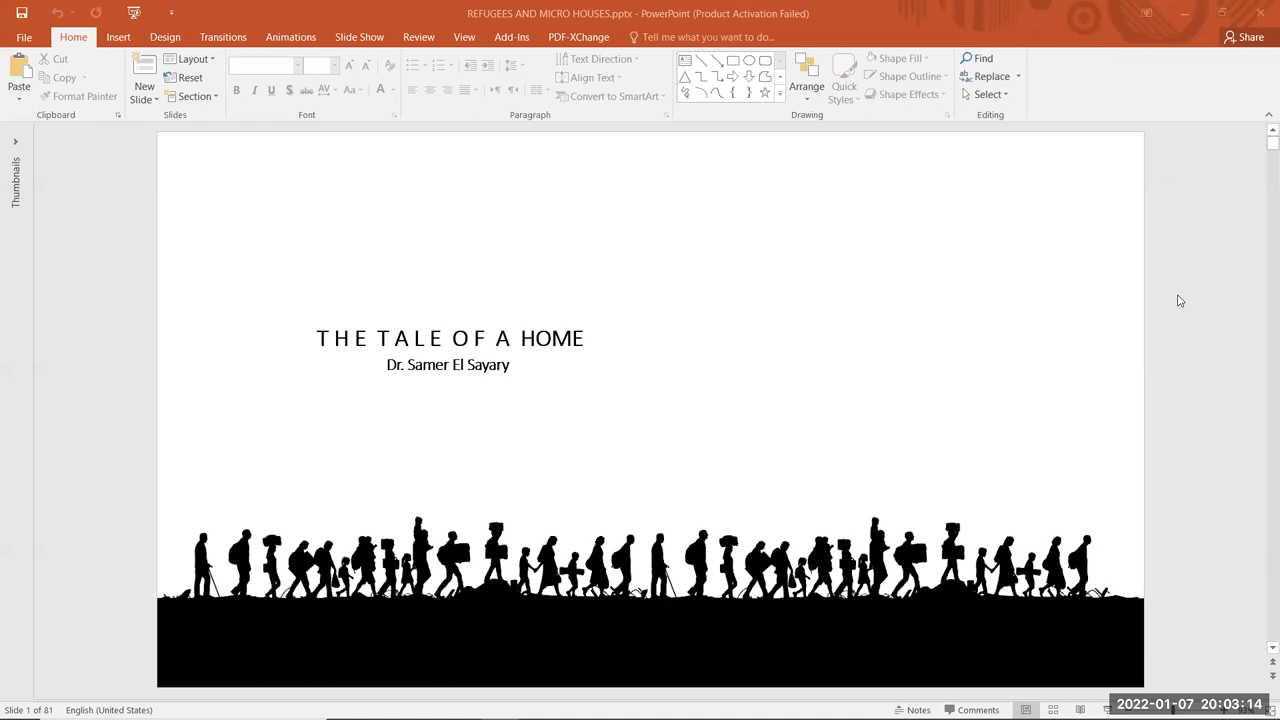 REFUGEES AND MICRO HOUSES.pptx - PowerPoint (Product Activation Failed)
File Home Insert Design Transitions Animations Slide Show Review View Add-Ins PDF-XChange Tell me what you want to do... Share
Paste
Cut
Copy
Format Painter
Clipboard
New
Slide
Layout
Reset
Section
Slides
B I U S abc AV Aa A
Font
Text Direction
Align Text
Convert to SmartArt
Paragraph
Arrange
Quick
Styles
Shape Fill
Shape Outline
Shape Effects
Drawing
Find
Replace
Select
Editing
Thumbnails
T H E T A L E O F A HOME
Dr. Samer El Sayary
Slide 1 of 81 English (United States) Notes Comments
2022-01-07 20:03:14